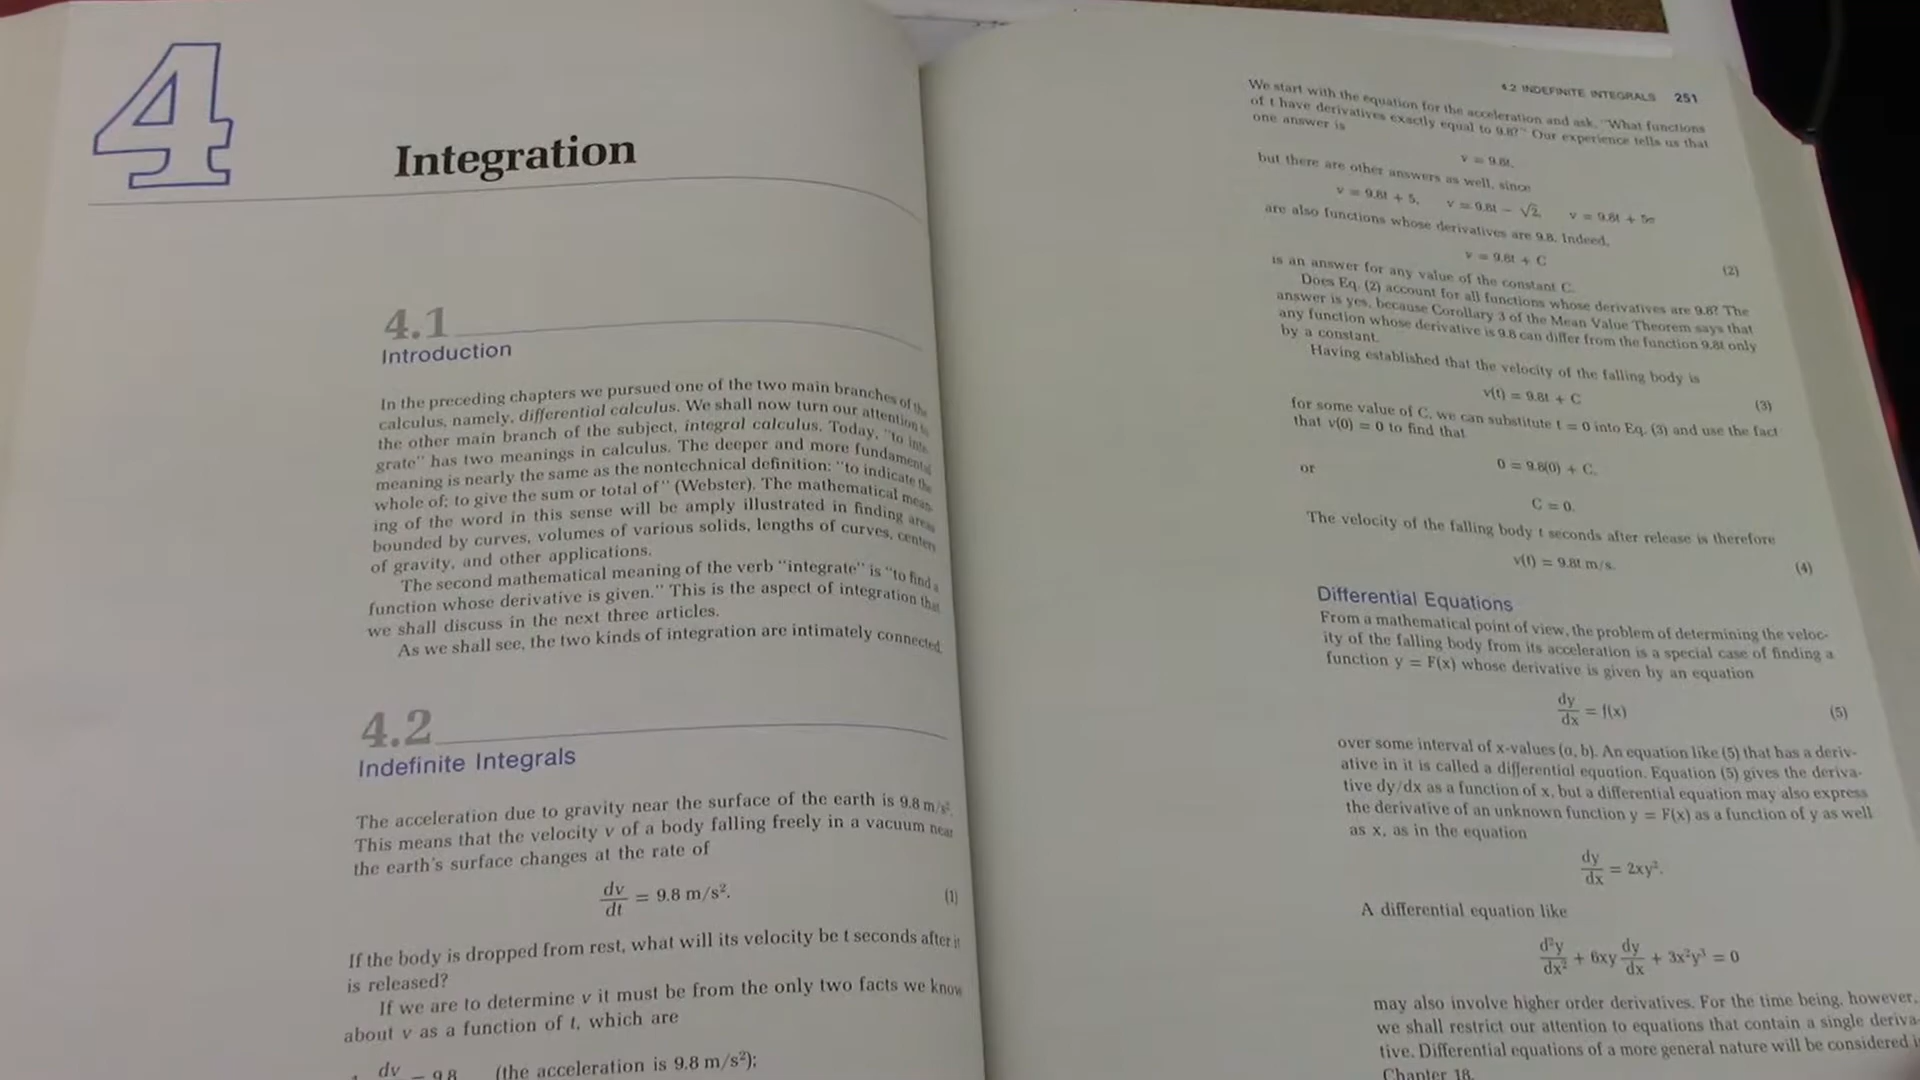 4
Integration
4.1
Introduction
In the preceding chapters we pursued one of the two main branches of the
calculus, namely, differential calculus. We shall now turn our attention to
the other main branch of the subject, integral calculus. Today, "to inte-
grate" has two meanings in calculus. The deeper and more fundamental
meaning is nearly the same as the nontechnical definition: "to indicate the
whole of; to give the sum or total of" (Webster). The mathematical mean-
ing of the word in this sense will be amply illustrated in finding areas
bounded by curves, volumes of various solids, lengths of curves, centers
of gravity, and other applications.
The second mathematical meaning of the verb "integrate" is "to find a
function whose derivative is given." This is the aspect of integration that
we shall discuss in the next three articles.
As we shall see, the two kinds of integration are intimately connected.
4.2
Indefinite Integrals
The acceleration due to gravity near the surface of the earth is 9.8 m/s².
This means that the velocity v of a body falling freely in a vacuum near
the earth's surface changes at the rate of
dv/dt = 9.8 m/s². (1)
If the body is dropped from rest, what will its velocity be t seconds after it
is released?
If we are to determine v it must be from the only two facts we know
about v as a function of t, which are
dv = 9.8 (the acceleration is 9.8 m/s²);
4.2 INDEFINITE INTEGRALS 251
We start with the equation for the acceleration and ask, "What functions
of t have derivatives exactly equal to 9.8?" Our experience tells us that
one answer is
v = 9.8t,
but there are other answers as well, since
v = 9.8t + 5, v = 9.8t − √2, v = 9.8t + 5π
are also functions whose derivatives are 9.8. Indeed,
v = 9.8t + C (2)
is an answer for any value of the constant C.
Does Eq. (2) account for all functions whose derivatives are 9.8? The
answer is yes, because Corollary 3 of the Mean Value Theorem says that
any function whose derivative is 9.8 can differ from the function 9.8t only
by a constant.
Having established that the velocity of the falling body is
v(t) = 9.8t + C (3)
for some value of C, we can substitute t = 0 into Eq. (3) and use the fact
that v(0) = 0 to find that
0 = 9.8(0) + C,
or
C = 0.
The velocity of the falling body t seconds after release is therefore
v(t) = 9.8t m/s. (4)
Differential Equations
From a mathematical point of view, the problem of determining the veloc-
ity of the falling body from its acceleration is a special case of finding a
function y = F(x) whose derivative is given by an equation
dy/dx = f(x) (5)
over some interval of x-values (a, b). An equation like (5) that has a deriv-
ative in it is called a differential equation. Equation (5) gives the deriva-
tive dy/dx as a function of x, but a differential equation may also express
the derivative of an unknown function y = F(x) as a function of y as well
as x, as in the equation
dy/dx = 2xy².
A differential equation like
d²y/dx² + 6xy dy/dx + 3x²y³ = 0
may also involve higher order derivatives. For the time being, however,
we shall restrict our attention to equations that contain a single deriva-
tive. Differential equations of a more general nature will be considered
Chapter 18.